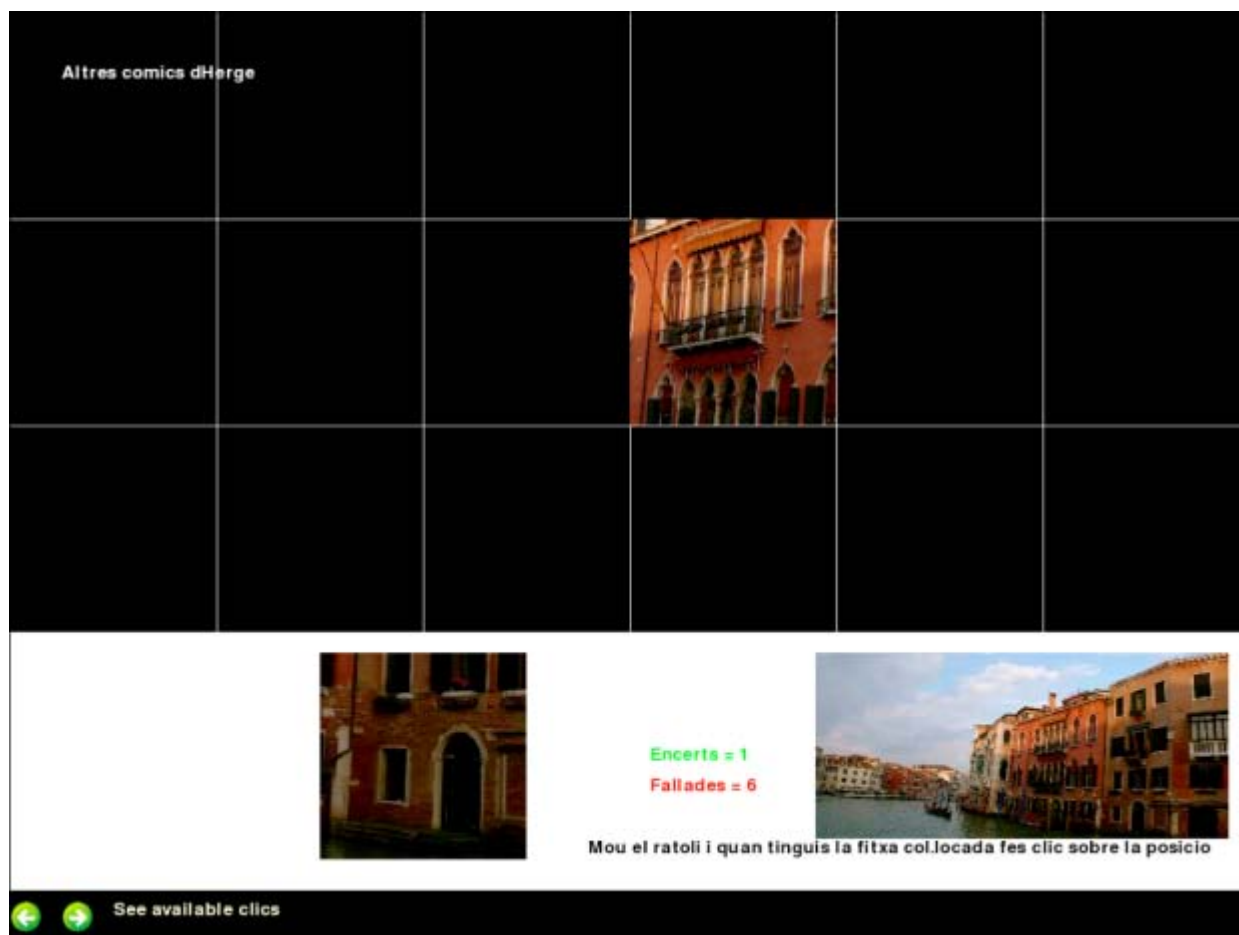 Altres comics dHerge
Encerts = 1
Fallades = 6
Mou el ratoli i quan tinguis la fitxa col.locada fes clic sobre la posicio
See available clics